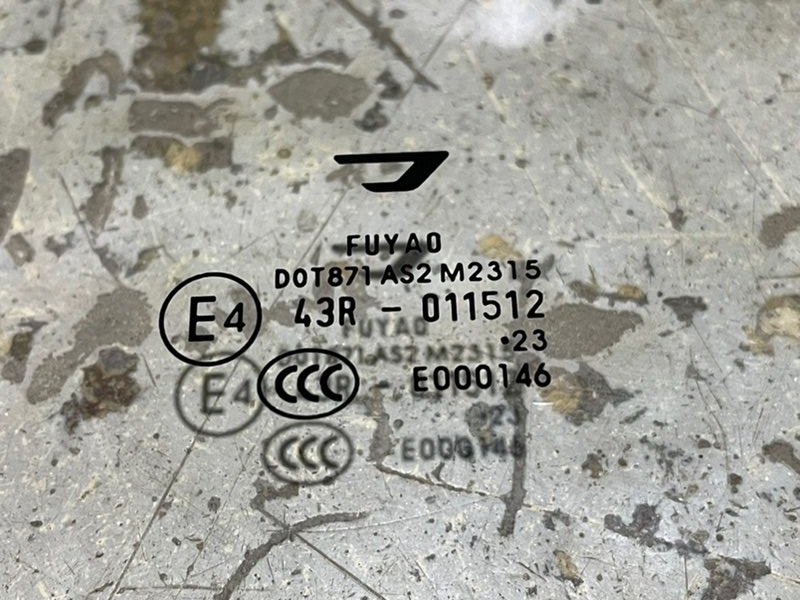 FUYAO
DOT871 AS2 M2315
E4 43R - 011512
·23
CCC E000146